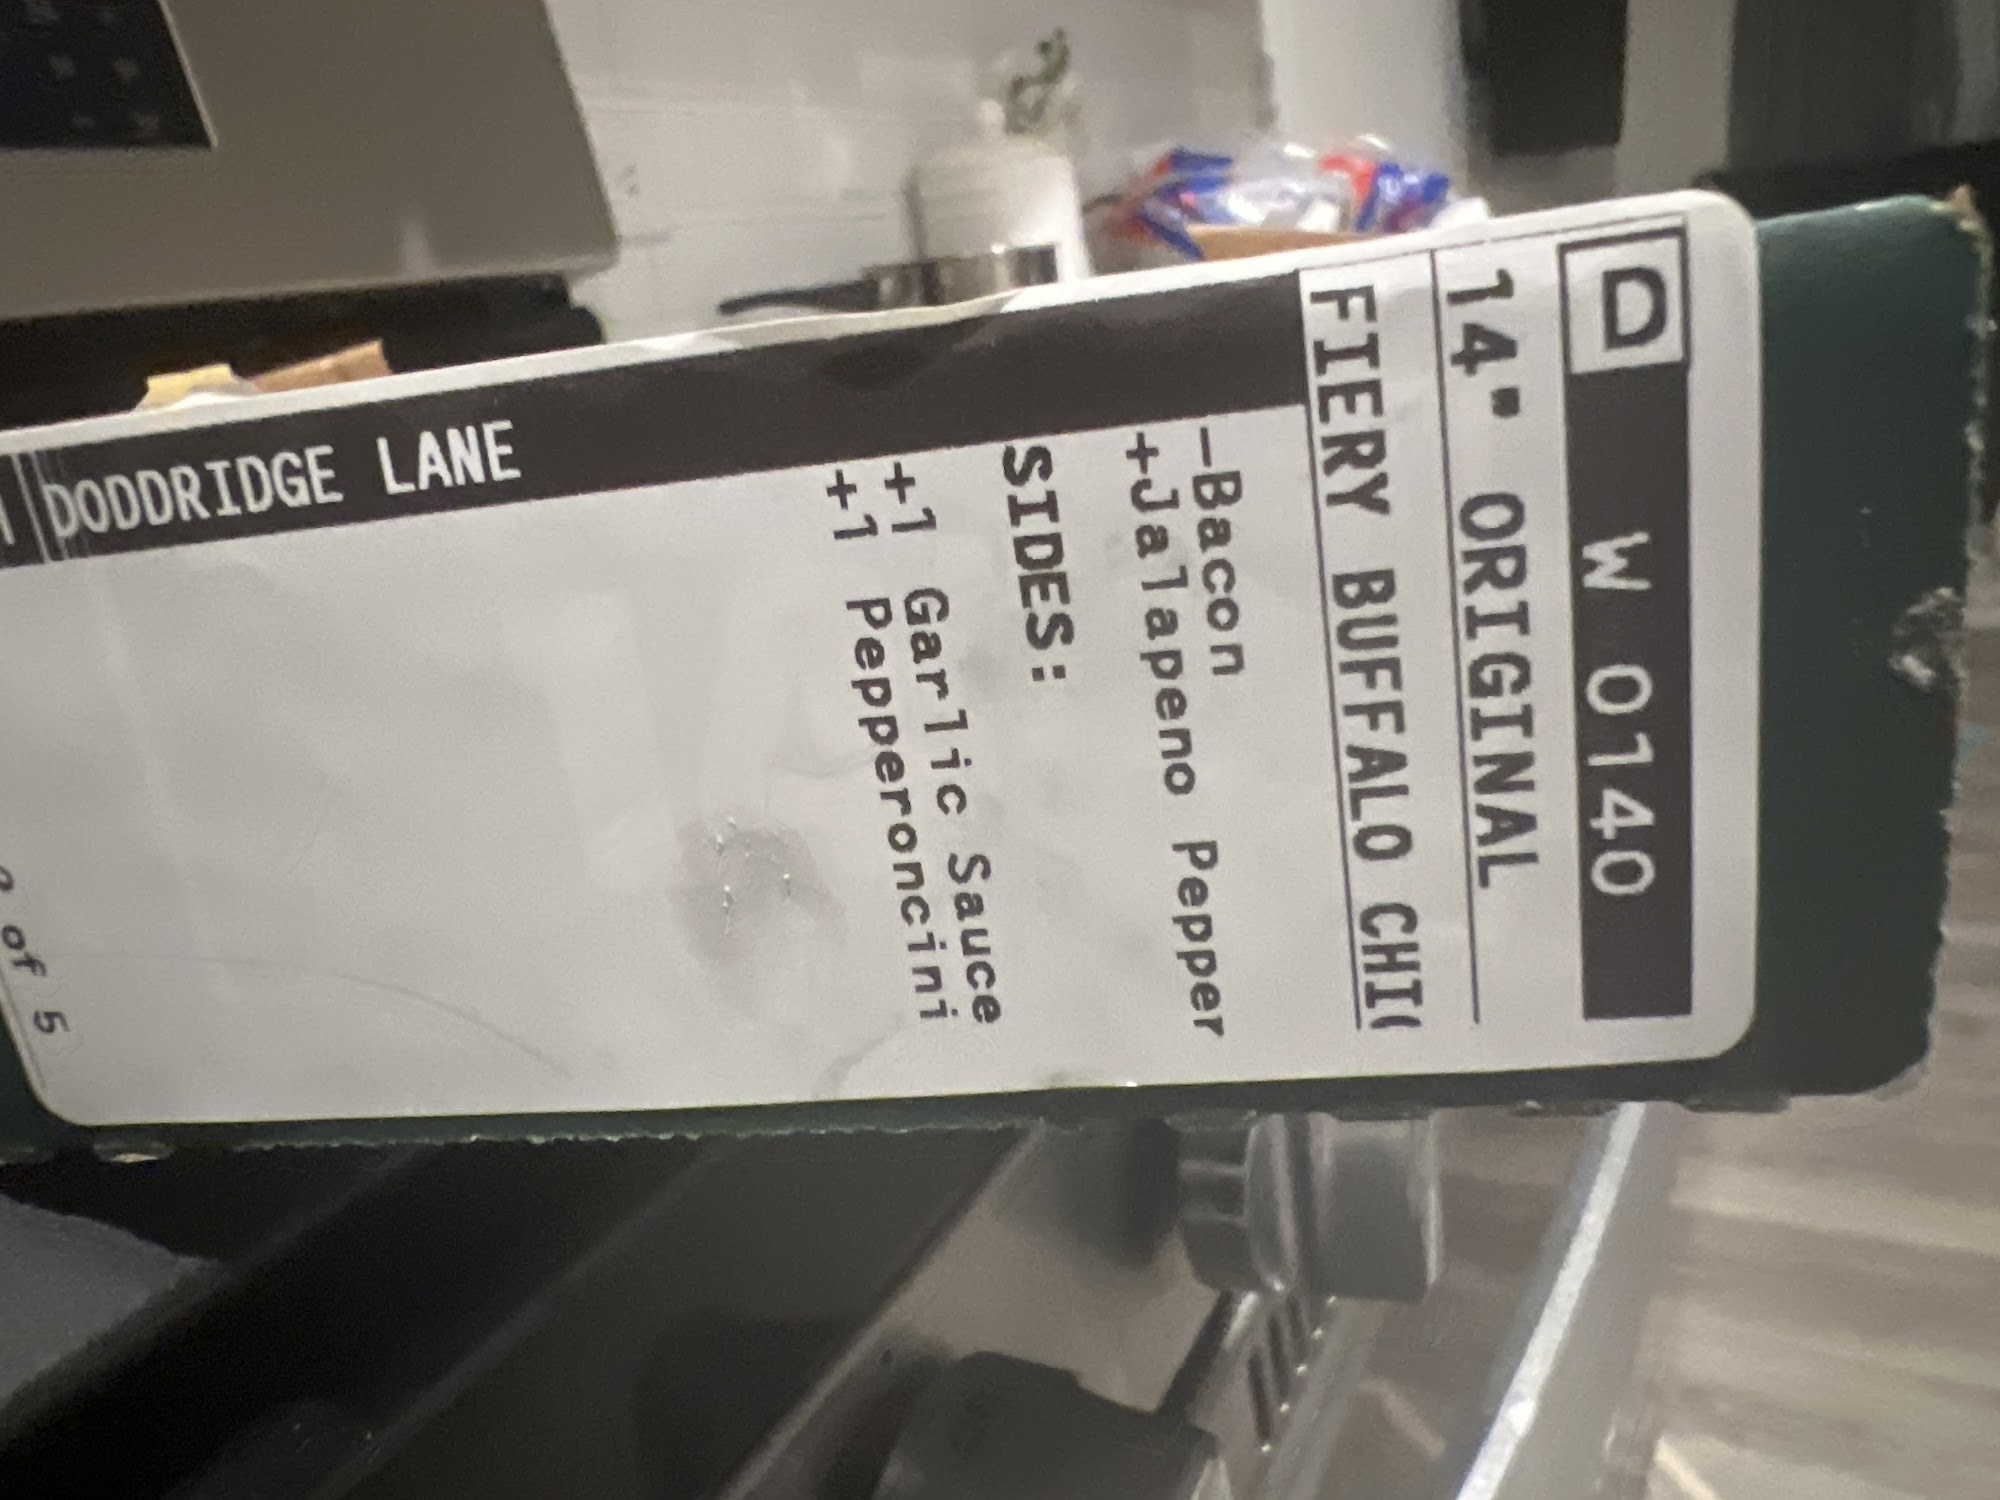 D W 0140
14" ORIGINAL
FIERY BUFFALO CHI
-Bacon
+Jalapeno Pepper
SIDES:
+1 Garlic Sauce
+1 Pepperoncini
DODDRIDGE LANE
of 5